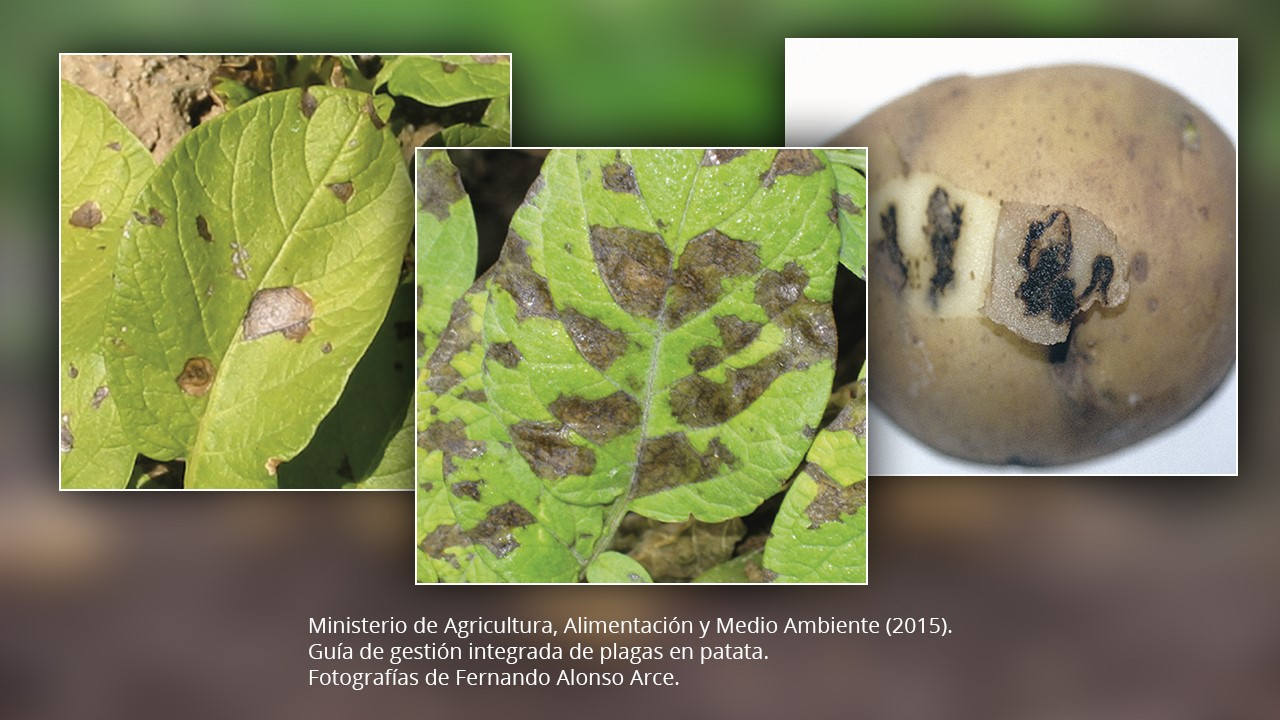 Ministerio de Agricultura, Alimentación y Medio Ambiente (2015).
Guía de gestión integrada de plagas en patata.
Fotografías de Fernando Alonso Arce.